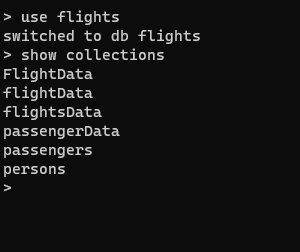 > use flights
switched to db flights
> show collections
FlightData
flightData
flightsData
passengerData
passengers
persons
>